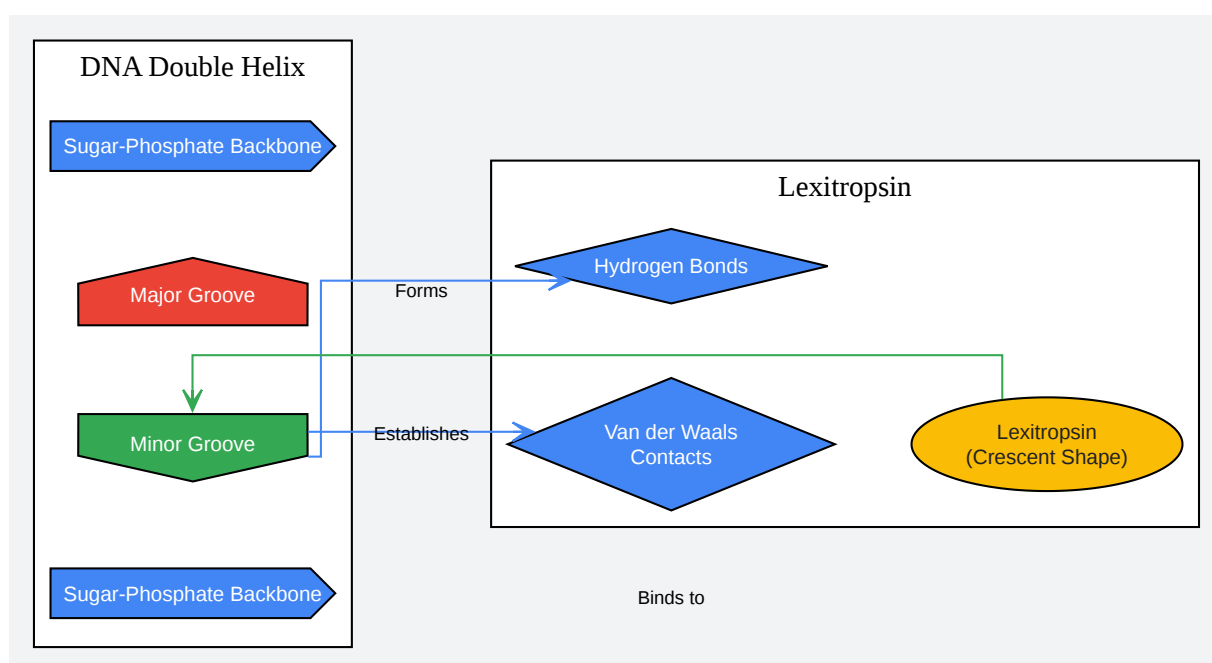 DNA Double Helix
Sugar-Phosphate Backbone
Major Groove
Minor Groove
Sugar-Phosphate Backbone
Forms
Establishes
Lexitropsin
Hydrogen Bonds
Van der Waals
Contacts
Lexitropsin
(Crescent Shape)
Binds to